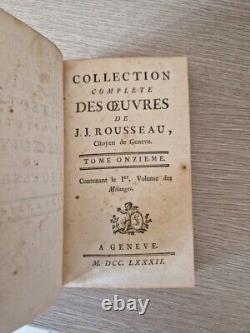 COLLECTION
COMPLETE
DES ŒUVRES
DE
J. J. ROUSSEAU,
Citoyen de Geneve.
TOME ONZIEME.
Contenant le Ier. Volume des
Mélanges.
A GENEVE.
M. DCC. LXXXII.